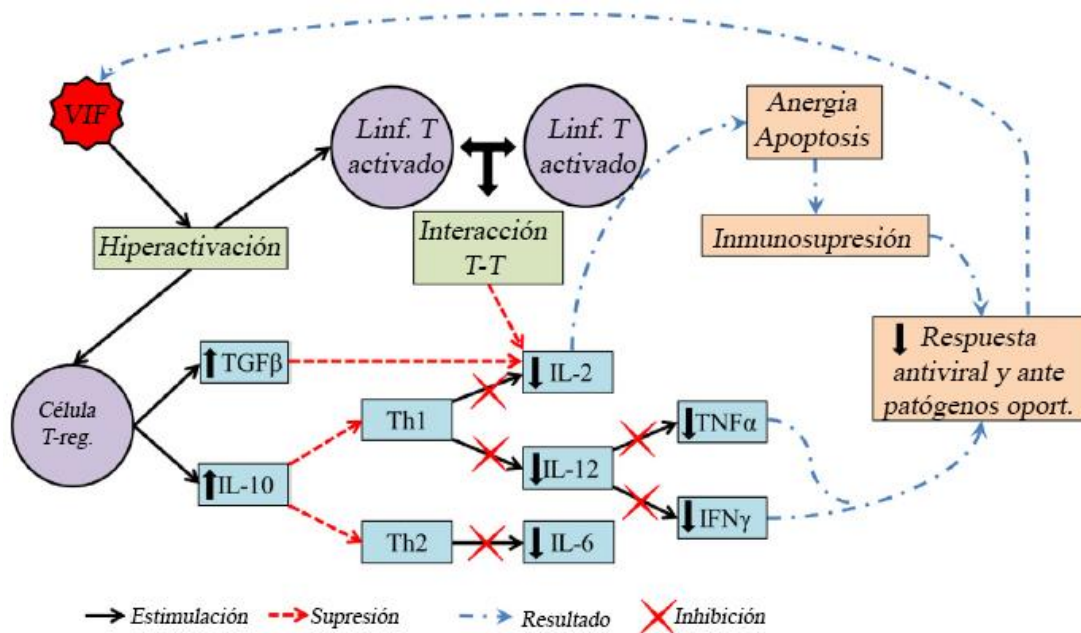 VIF
Linf. T
activado
Linf. T
activado
Anergia
Apoptosis
Hiperactivación
Interacción
T-T
Inmunosupresión
TGFβ
IL-2
Respuesta
antiviral y ante
patógenos oport.
Célula
T-reg.
Th1
TNFα
IL-10
IL-12
IFNγ
Th2
IL-6
Estimulación
Supresión
Resultado
Inhibición